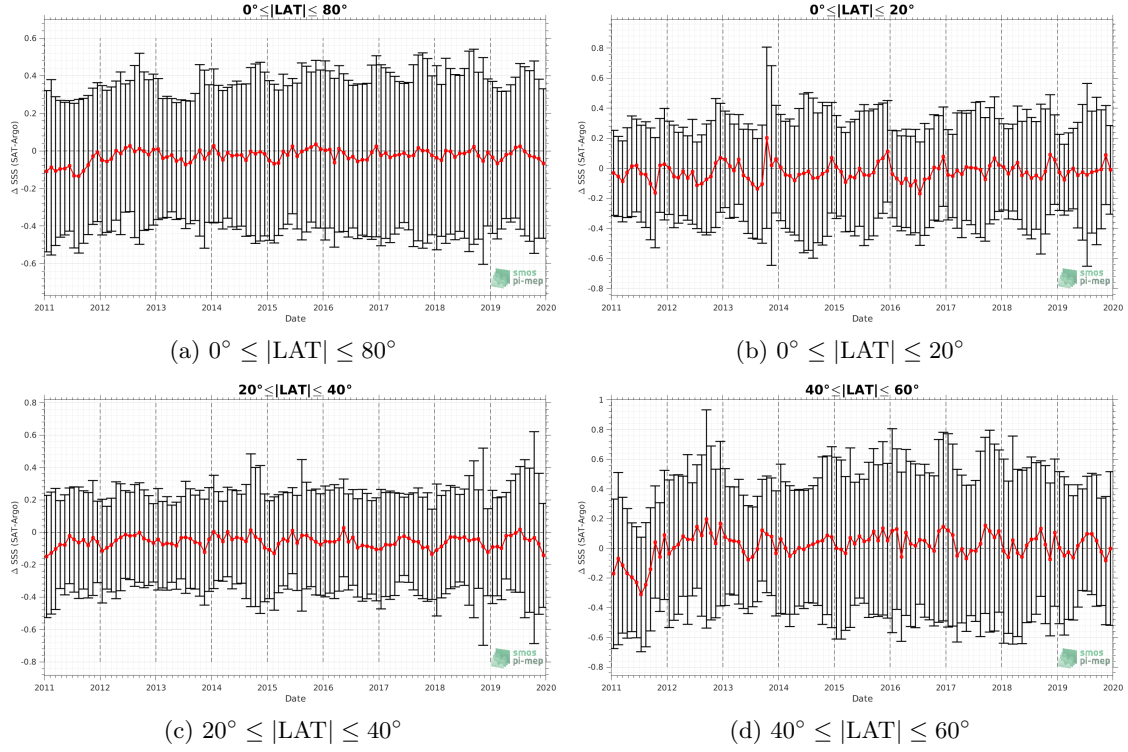 0°≤|LAT|≤ 80°
0.6
0.4
0.2
0
-0.2
-0.4
-0.6
Δ SSS (SAT-Argo)
smos
pi-mep
2011 2012 2013 2014 2015 2016 2017 2018 2019 2020
Date
(a) 0° ≤ |LAT| ≤ 80°
0°≤|LAT|≤ 20°
0.8
0.6
0.4
0.2
0
-0.2
-0.4
-0.6
-0.8
Δ SSS (SAT-Argo)
smos
pi-mep
2011 2012 2013 2014 2015 2016 2017 2018 2019 2020
Date
(b) 0° ≤ |LAT| ≤ 20°
20°≤|LAT|≤ 40°
0.8
0.6
0.4
0.2
0
-0.2
-0.4
-0.6
-0.8
Δ SSS (SAT-Argo)
smos
pi-mep
2011 2012 2013 2014 2015 2016 2017 2018 2019 2020
Date
(c) 20° ≤ |LAT| ≤ 40°
40°≤|LAT|≤ 60°
1
0.8
0.6
0.4
0.2
0
-0.2
-0.4
-0.6
-0.8
Δ SSS (SAT-Argo)
smos
pi-mep
2011 2012 2013 2014 2015 2016 2017 2018 2019 2020
Date
(d) 40° ≤ |LAT| ≤ 60°